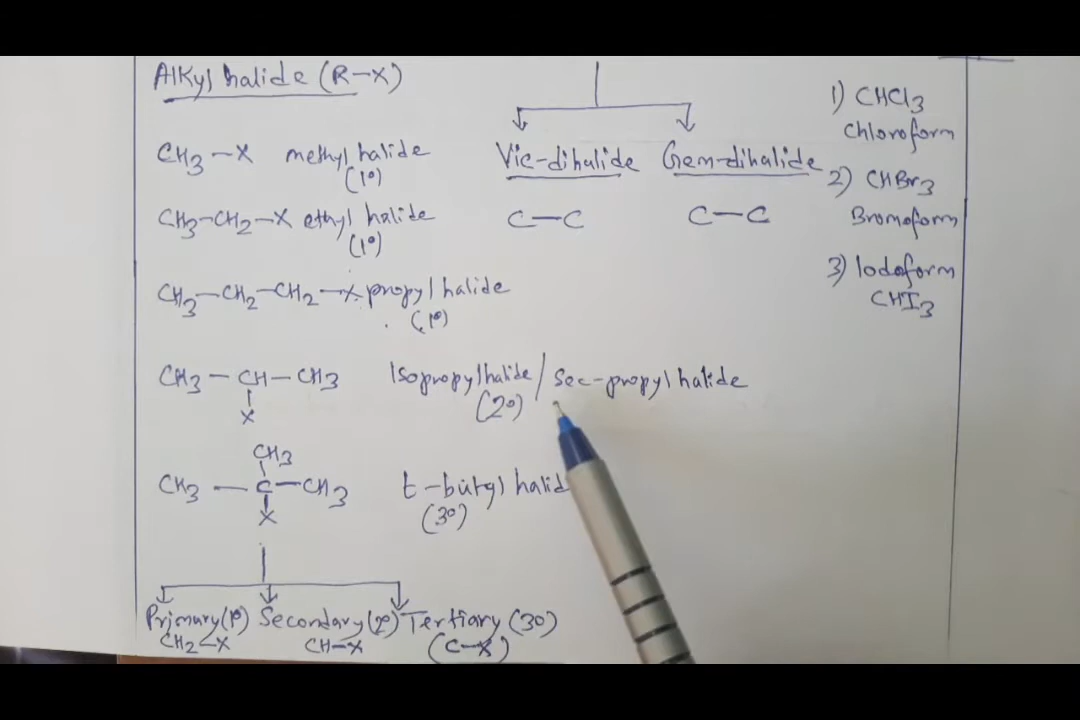 Alkyl halide (R-X)
CH3-X methyl halide
(1°)
CH3-CH2-X ethyl halide
(1°)
CH3-CH2-CH2-X propyl halide
(1°)
CH3-CH-CH3 Isopropylhalide/Sec-propyl halide
X (2°)
CH3
CH3-C-CH3 t-butyl halid
X (3°)
Primary(1°) Secondary(2°) Tertiary(3°)
CH2-X CH-X (C-X)
Vic-dihalide Gem-dihalide
C-C C-C
1) CHCl3
Chloroform
2) CHBr3
Bromoform
3) Iodoform
CHI3